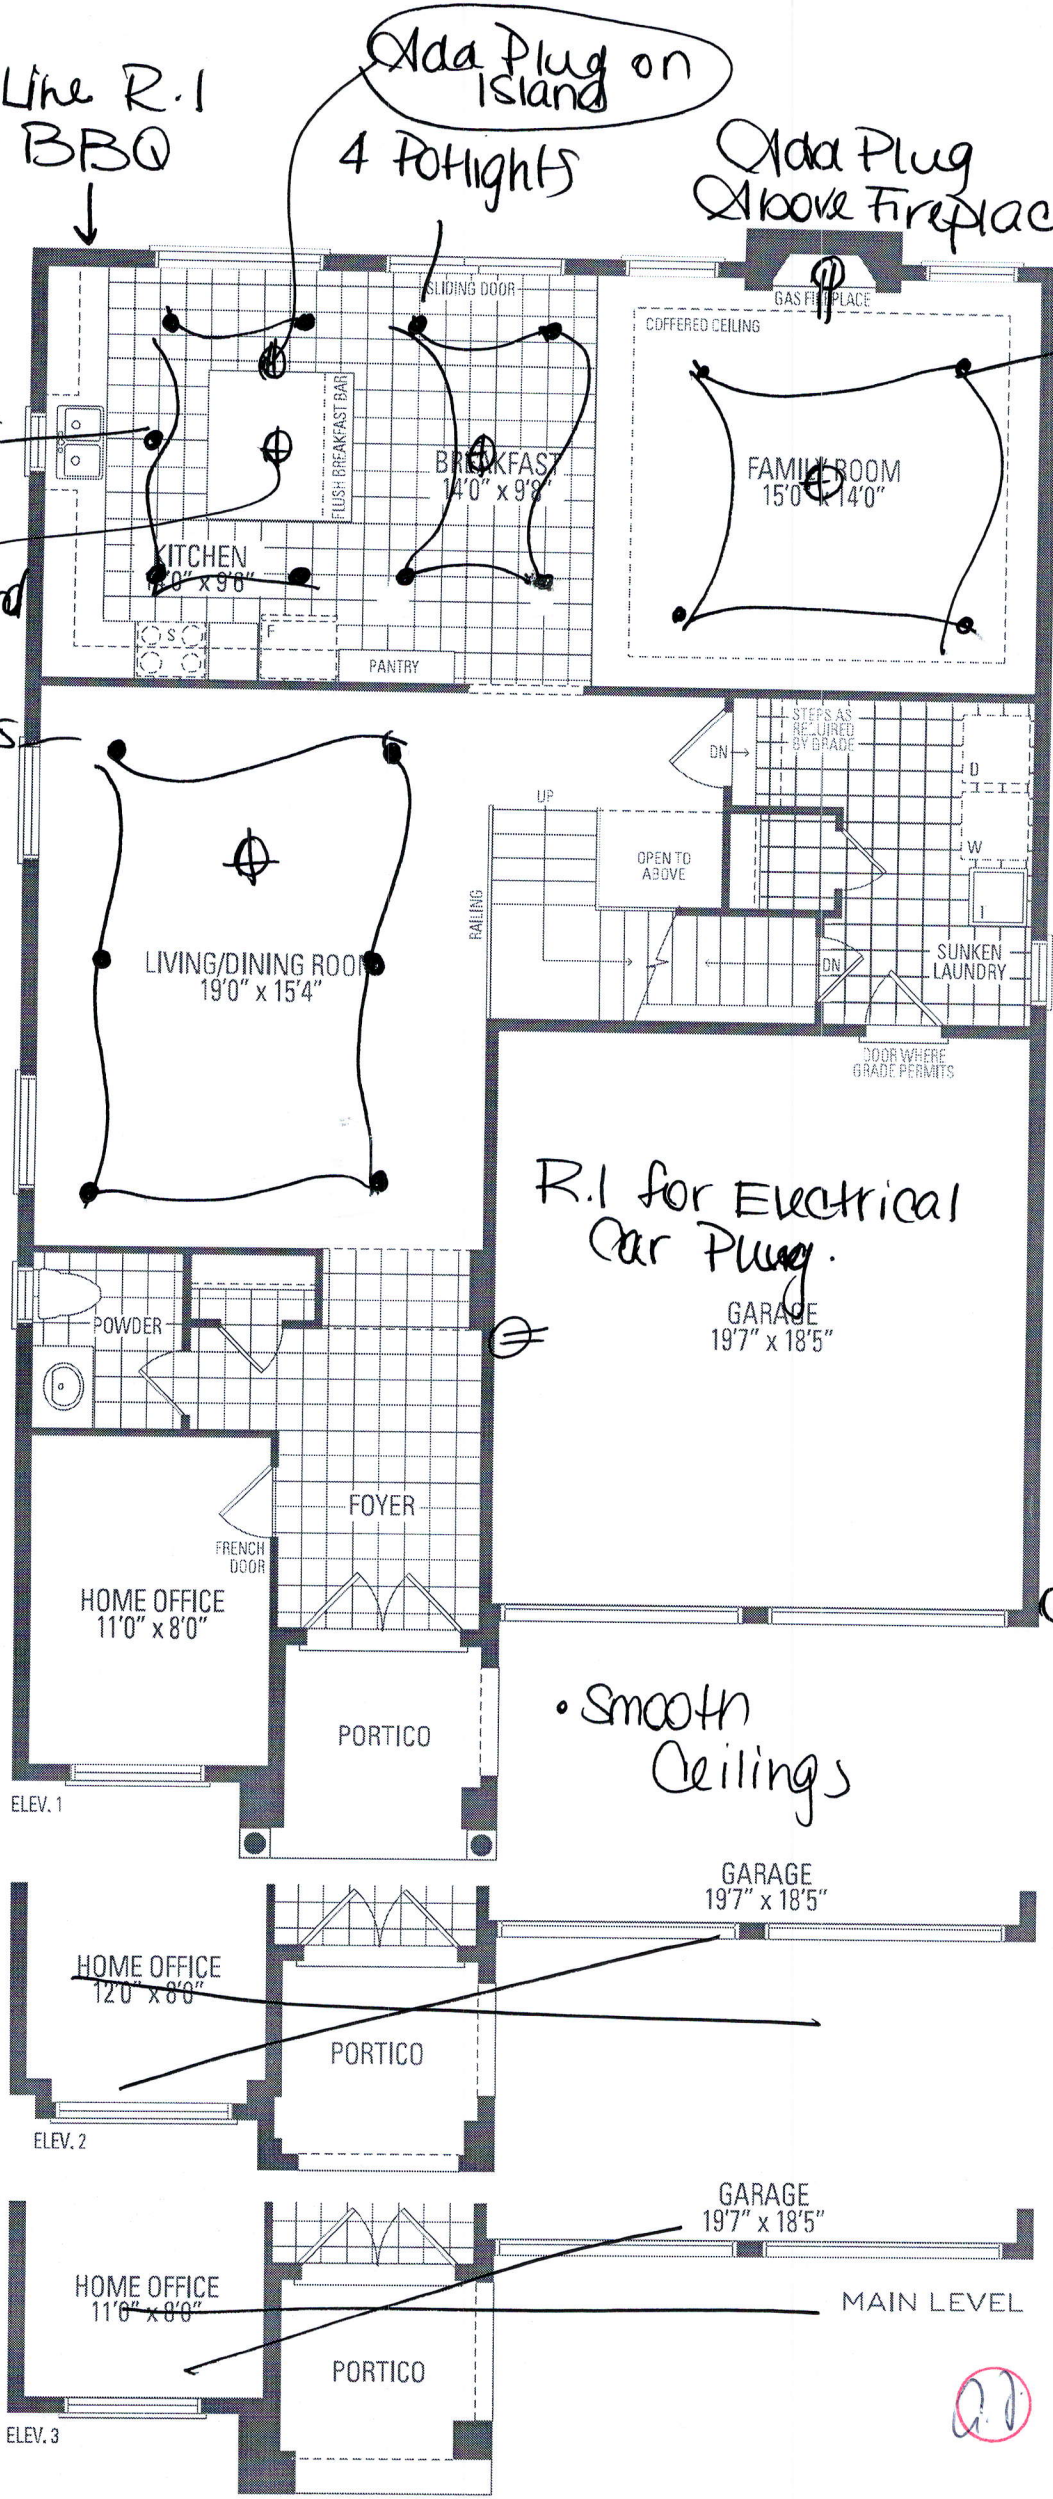 Line R.I
BBQ
Add Plug on
Island
4 Potlights
Add Plug
Above Fireplac
SLIDING DOOR
GAS FIREPLACE
COFFERED CEILING
FLUSH BREAKFAST BAR
BREAKFAST
14'0" x 9'8"
FAMILY ROOM
15'0" x 14'0"
KITCHEN
14'0" x 9'8"
S
F
PANTRY
STEPS AS
REQUIRED
BY GRADE
DN
D
UP
W
OPEN TO
ABOVE
RAILING
I
DN
SUNKEN
LAUNDRY
LIVING/DINING ROOM
19'0" x 15'4"
DOOR WHERE
GRADE PERMITS
R.I for Electrical
Car Plug.
GARAGE
19'7" x 18'5"
POWDER
FOYER
FRENCH
DOOR
HOME OFFICE
11'0" x 8'0"
• Smooth
Ceilings
PORTICO
ELEV. 1
GARAGE
19'7" x 18'5"
HOME OFFICE
12'0" x 8'0"
PORTICO
ELEV. 2
GARAGE
19'7" x 18'5"
HOME OFFICE
11'0" x 8'0"
MAIN LEVEL
PORTICO
ELEV. 3